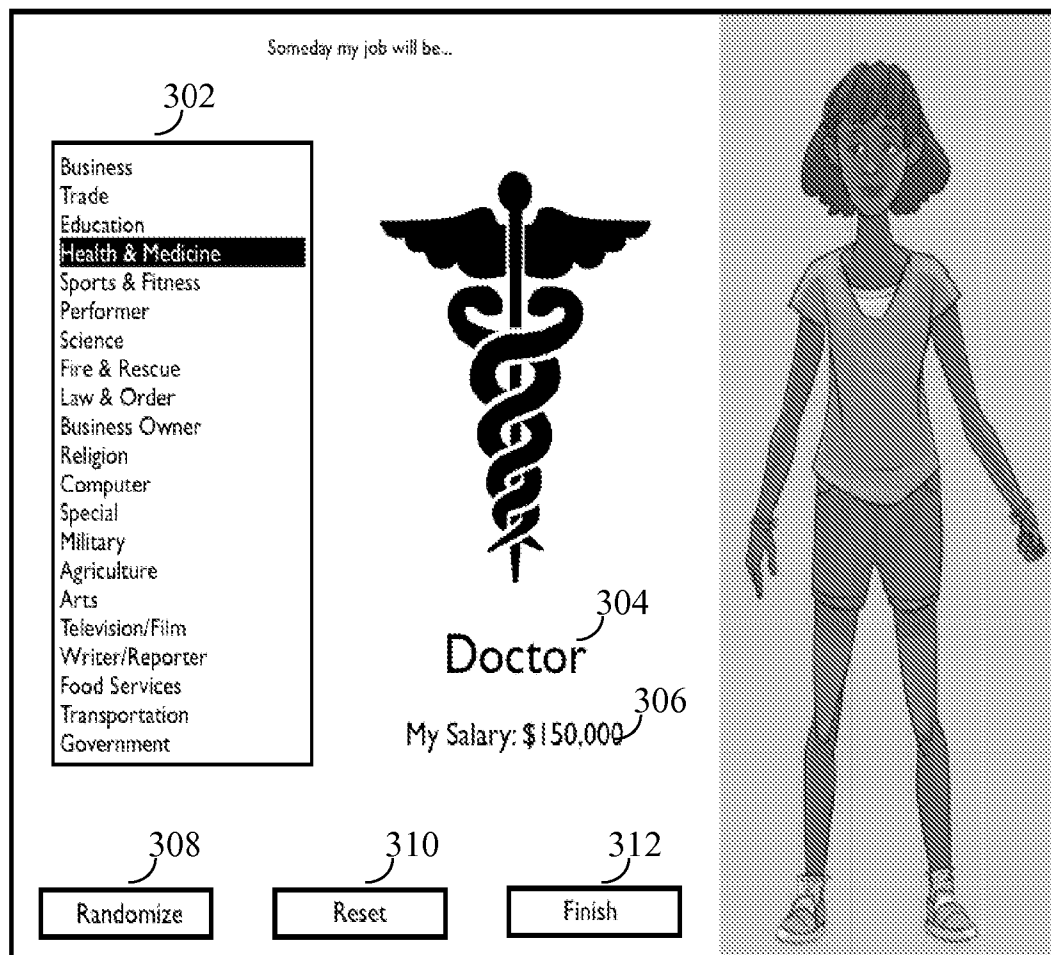 Someday my job will be...
302
Business
Trade
Education
Health & Medicine
Sports & Fitness
Performer
Science
Fire & Rescue
Law & Order
Business Owner
Religion
Computer
Special
Military
Agriculture
Arts
Television/Film
Writer/Reporter
Food Services
Transportation
Government
304
Doctor
306
My Salary: $150,000
308
310
312
Randomize
Reset
Finish